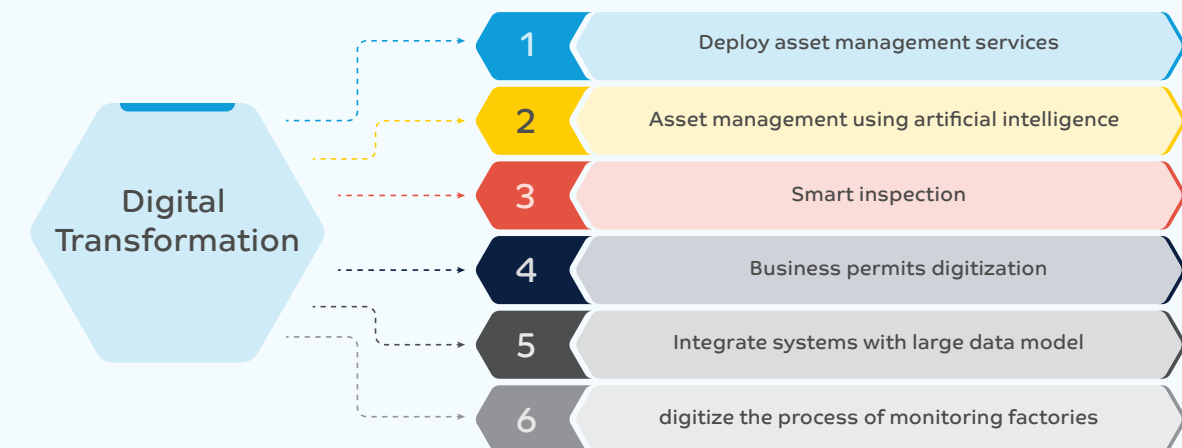 Digital
Transformation
1
Deploy asset management services
2
Asset management using artificial intelligence
3
Smart inspection
4
Business permits digitization
5
Integrate systems with large data model
6
digitize the process of monitoring factories